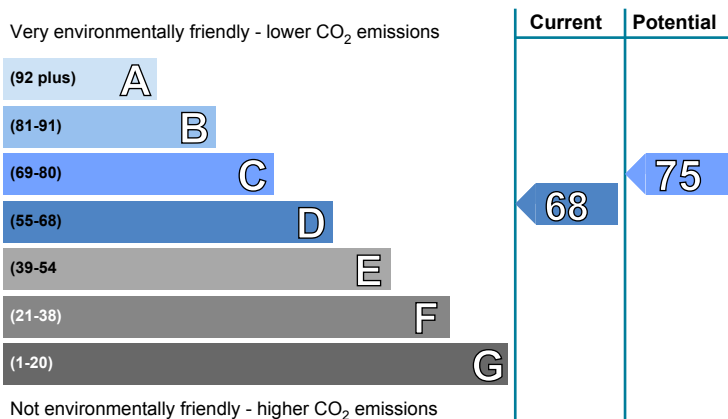 Current Potential
Very environmentally friendly - lower CO2 emissions
(92 plus) A
(81-91) B
(69-80) C
75
(55-68) D
68
(39-54 E
(21-38) F
(1-20) G
Not environmentally friendly - higher CO2 emissions